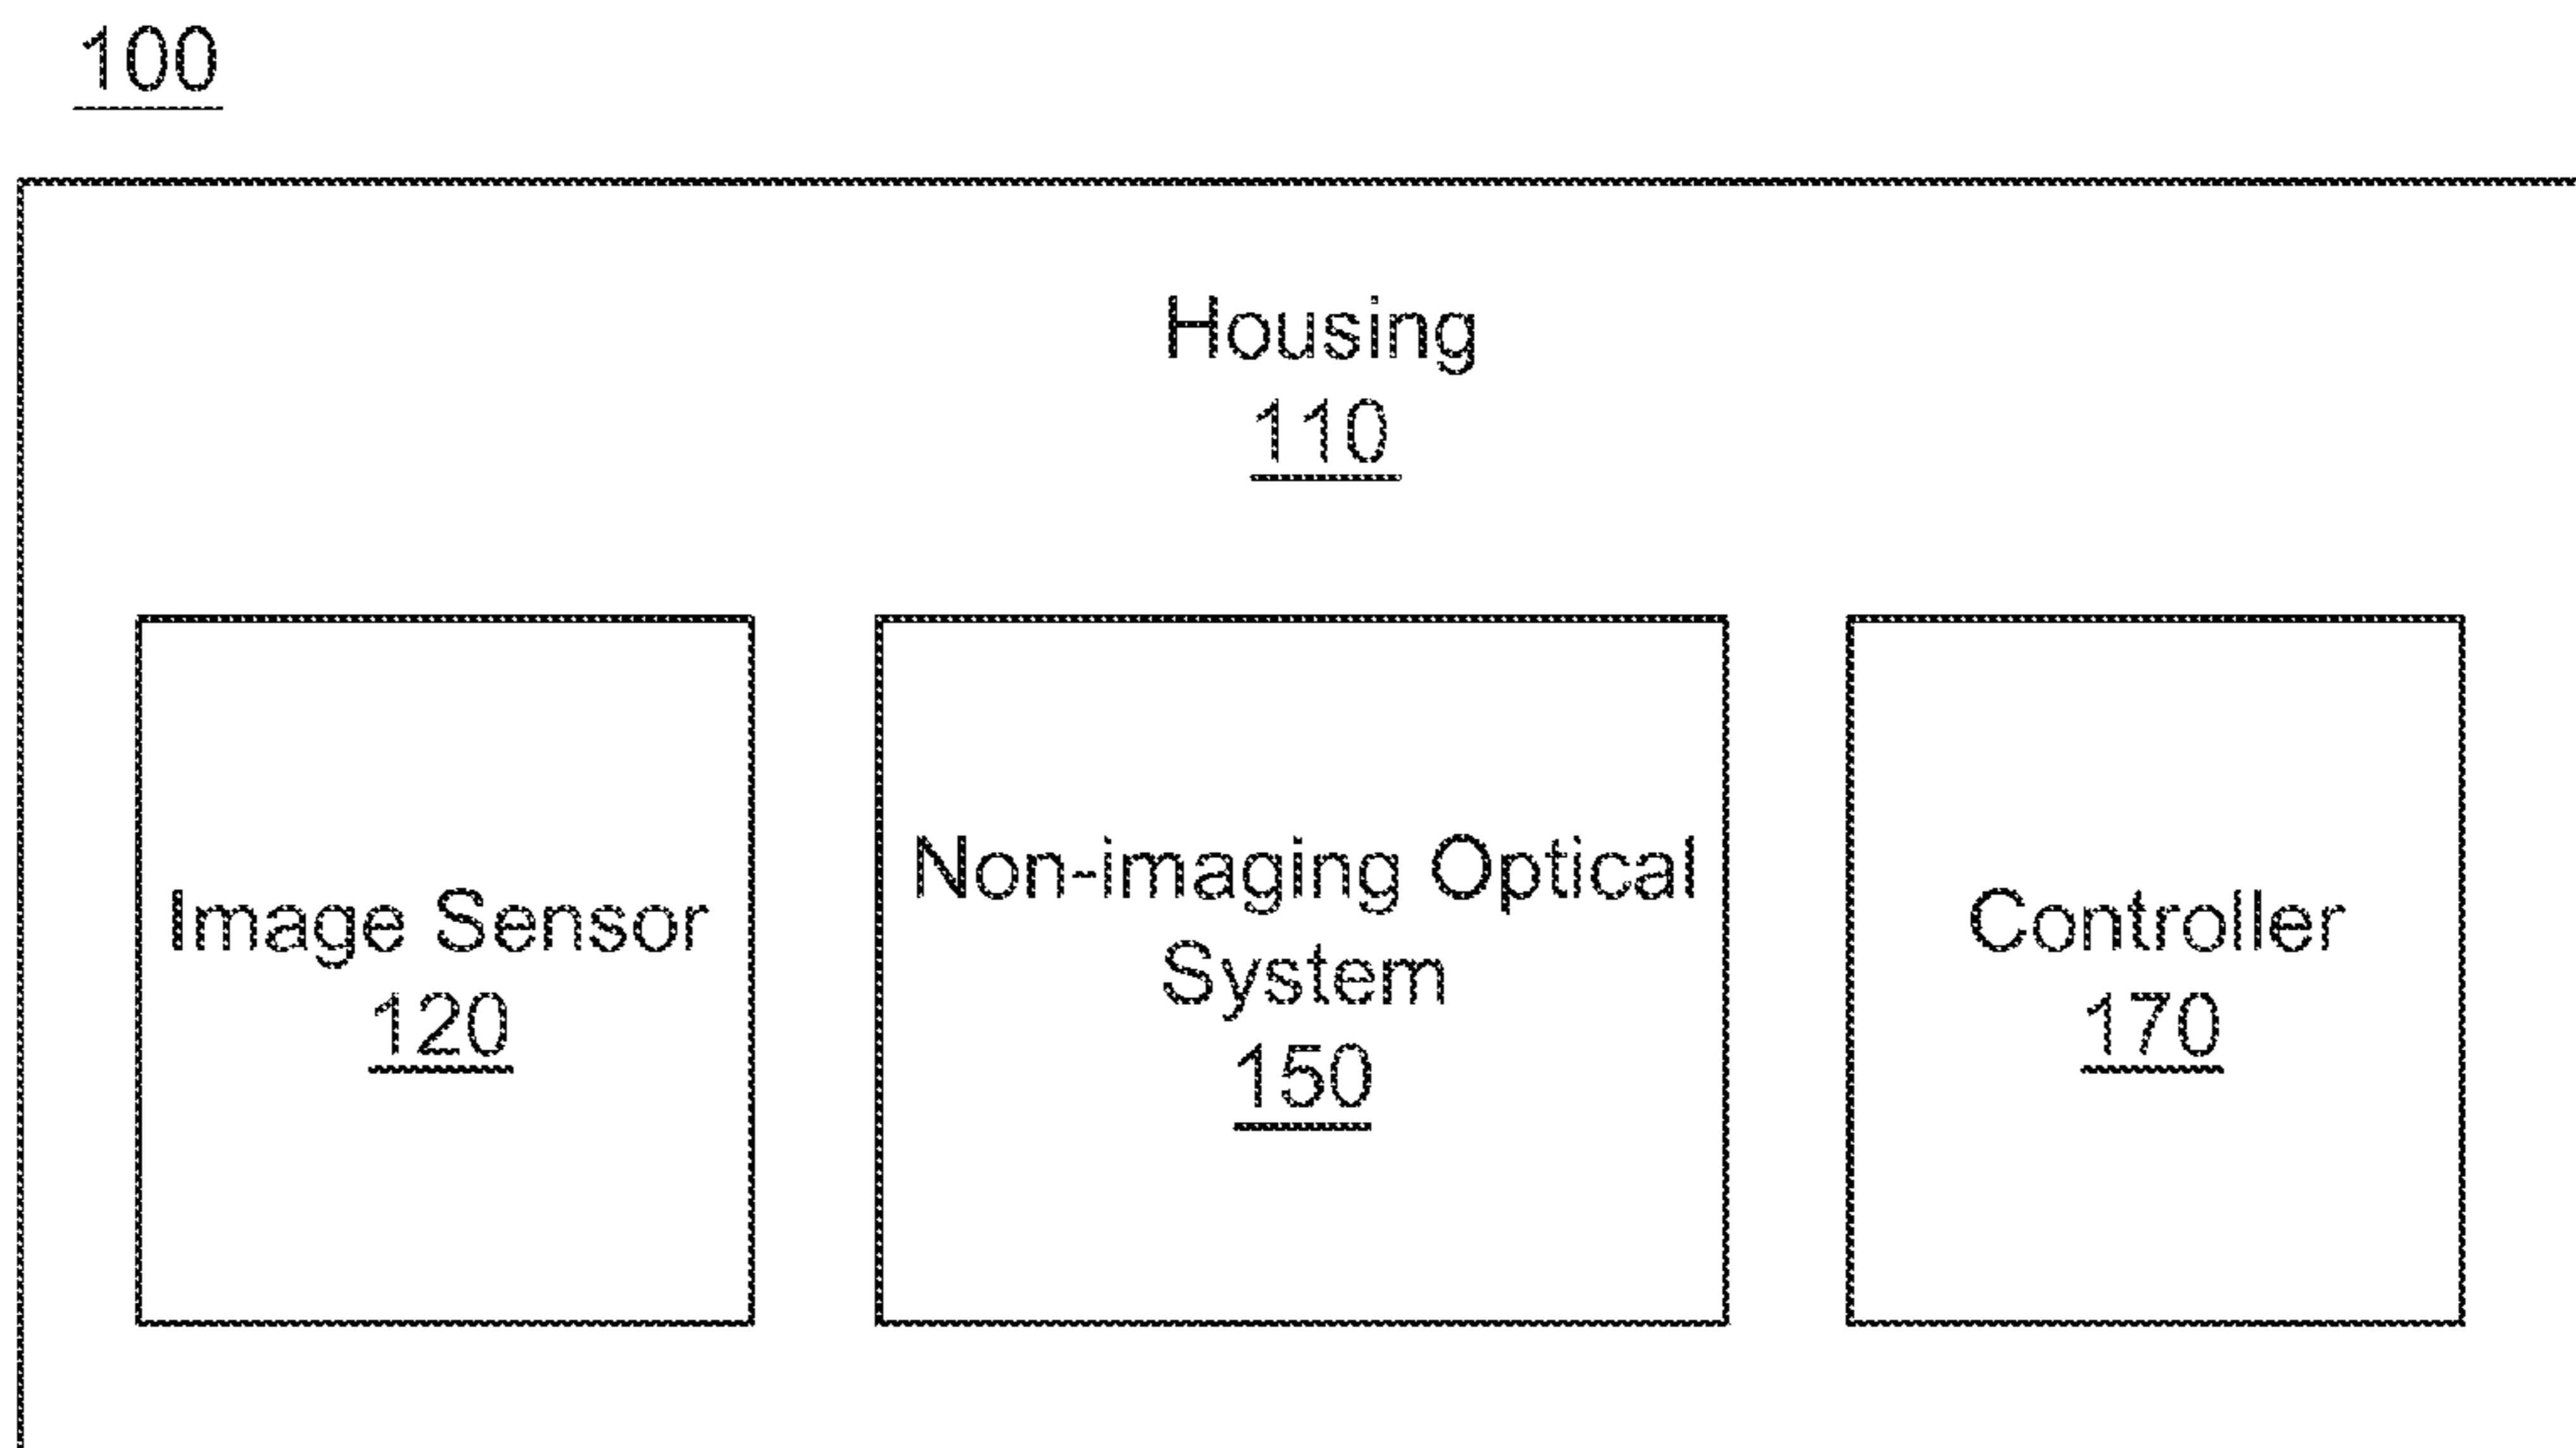 100
Housing
110
Image Sensor
120
Non-imaging Optical
System
150
Controller
170